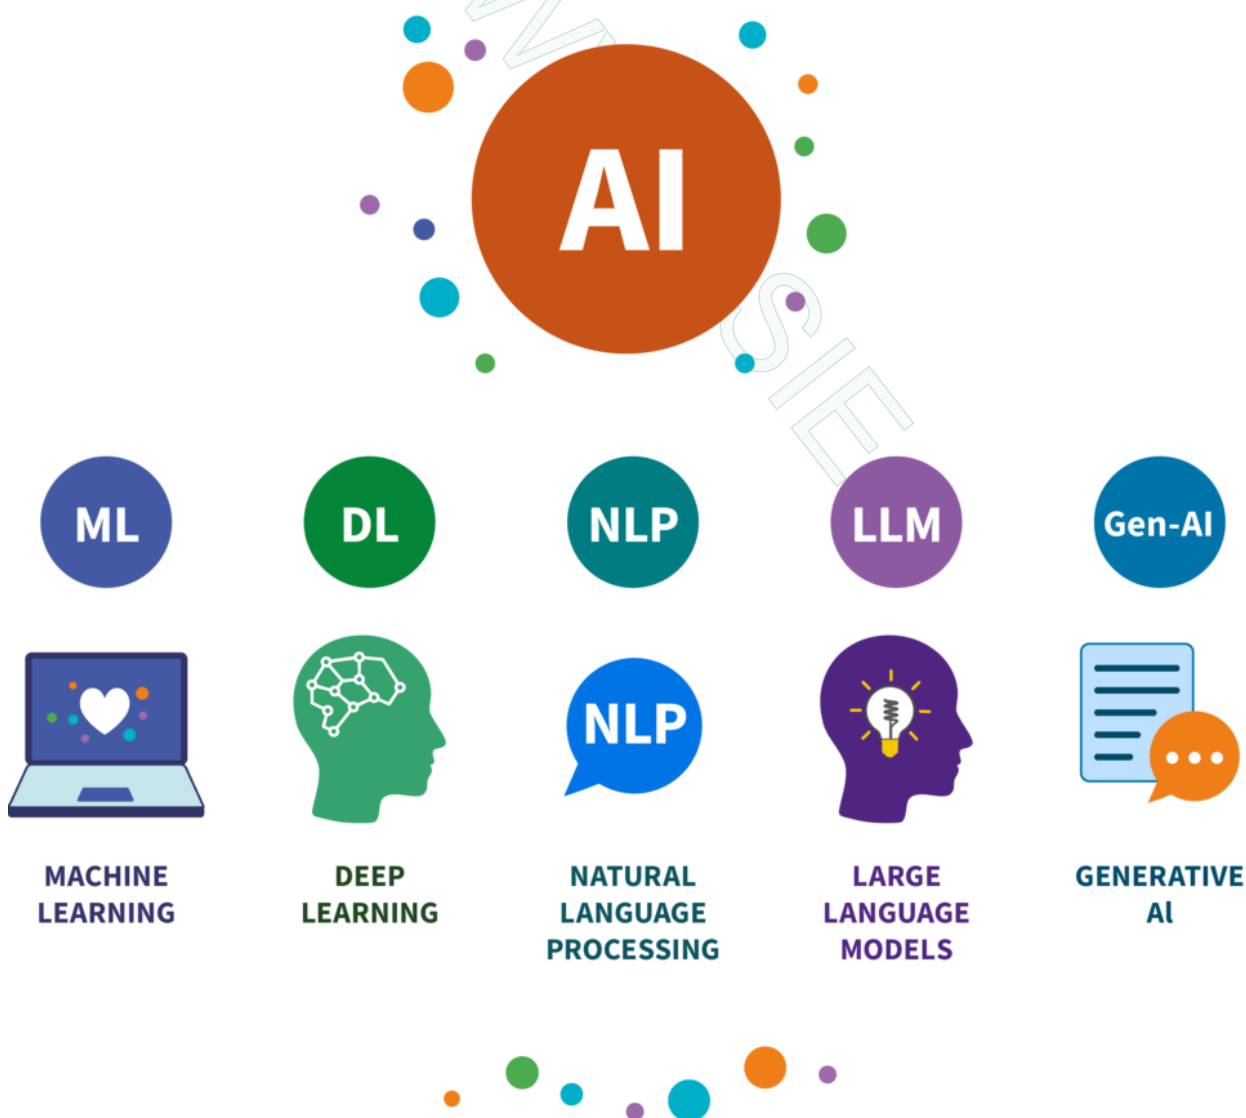 AI
ML
DL
NLP
LLM
Gen-AI
NLP
MACHINE
LEARNING
DEEP
LEARNING
NATURAL
LANGUAGE
PROCESSING
LARGE
LANGUAGE
MODELS
GENERATIVE
Al